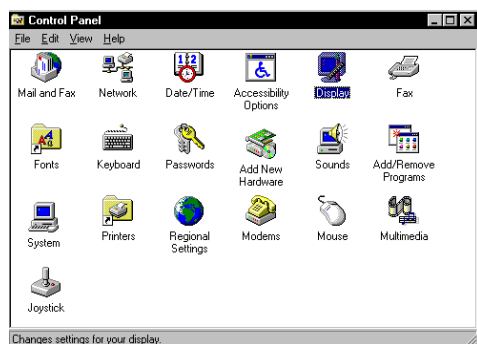 Control Panel
File Edit View Help
Mail and Fax
Network
Date/Time
Accessibility
Options
Display
Fax
Fonts
Keyboard
Passwords
Add New
Hardware
Sounds
Add/Remove
Programs
System
Printers
Regional
Settings
Modems
Mouse
Multimedia
Joystick
Changes settings for your display.